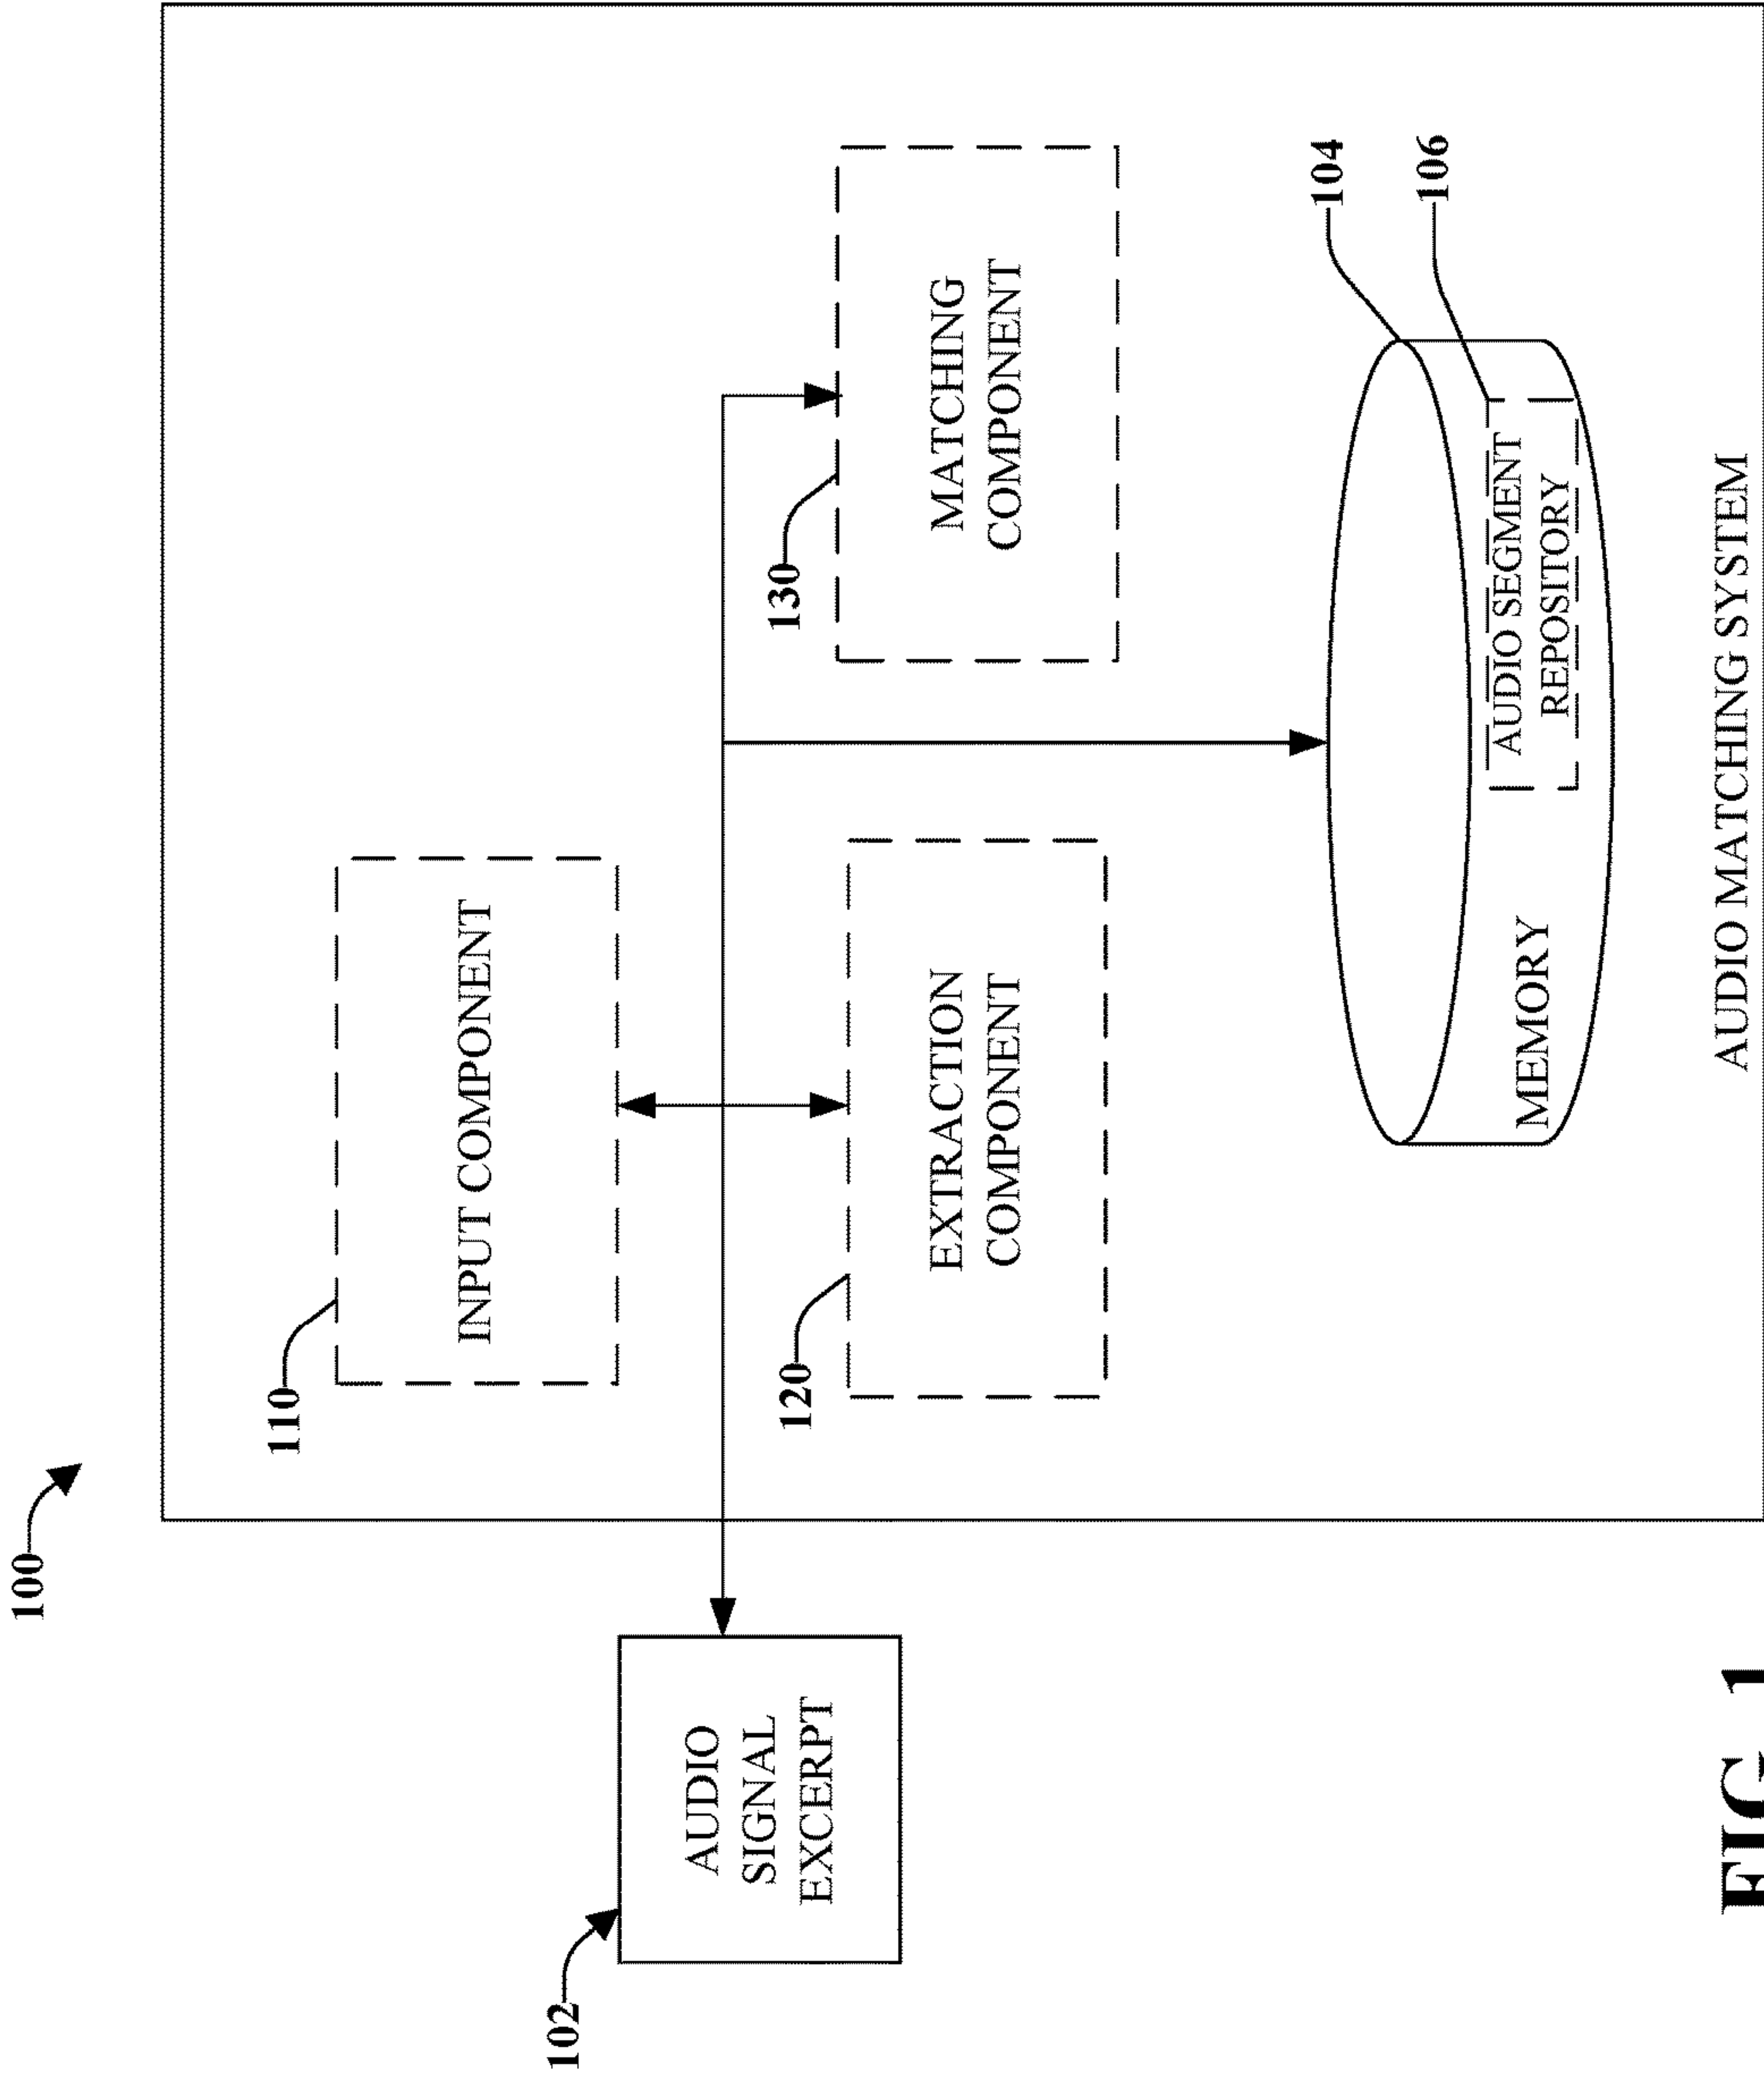 100
110
INPUT COMPONENT
102
AUDIO
SIGNAL
EXCERPT
120
EXTRACTION
COMPONENT
130
MATCHING
COMPONENT
104
106
MEMORY
AUDIO SEGMENT
REPOSITORY
AUDIO MATCHING SYSTEM
FIG. 1